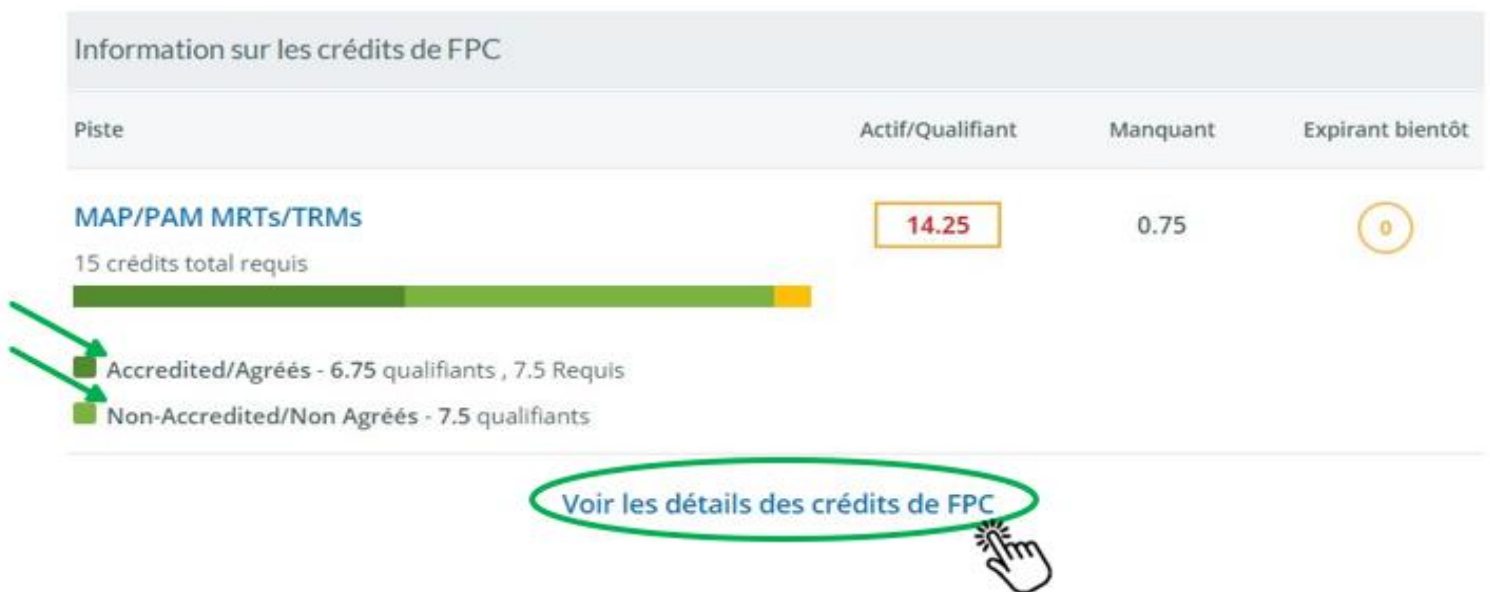 Information sur les crédits de FPC
Piste Actif/Qualifiant Manquant Expirant bientôt
MAP/PAM MRTs/TRMs 14.25 0.75 0
15 crédits total requis
Accredited/Agréés - 6.75 qualifiants , 7.5 Requis
Non-Accredited/Non Agréés - 7.5 qualifiants
Voir les détails des crédits de FPC